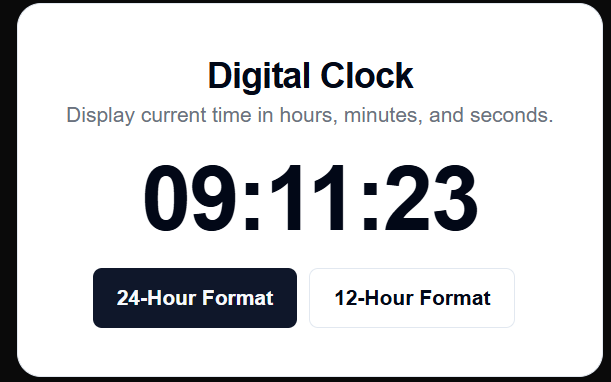 Digital Clock
Display current time in hours, minutes, and seconds.
09:11:23
24-Hour Format 12-Hour Format